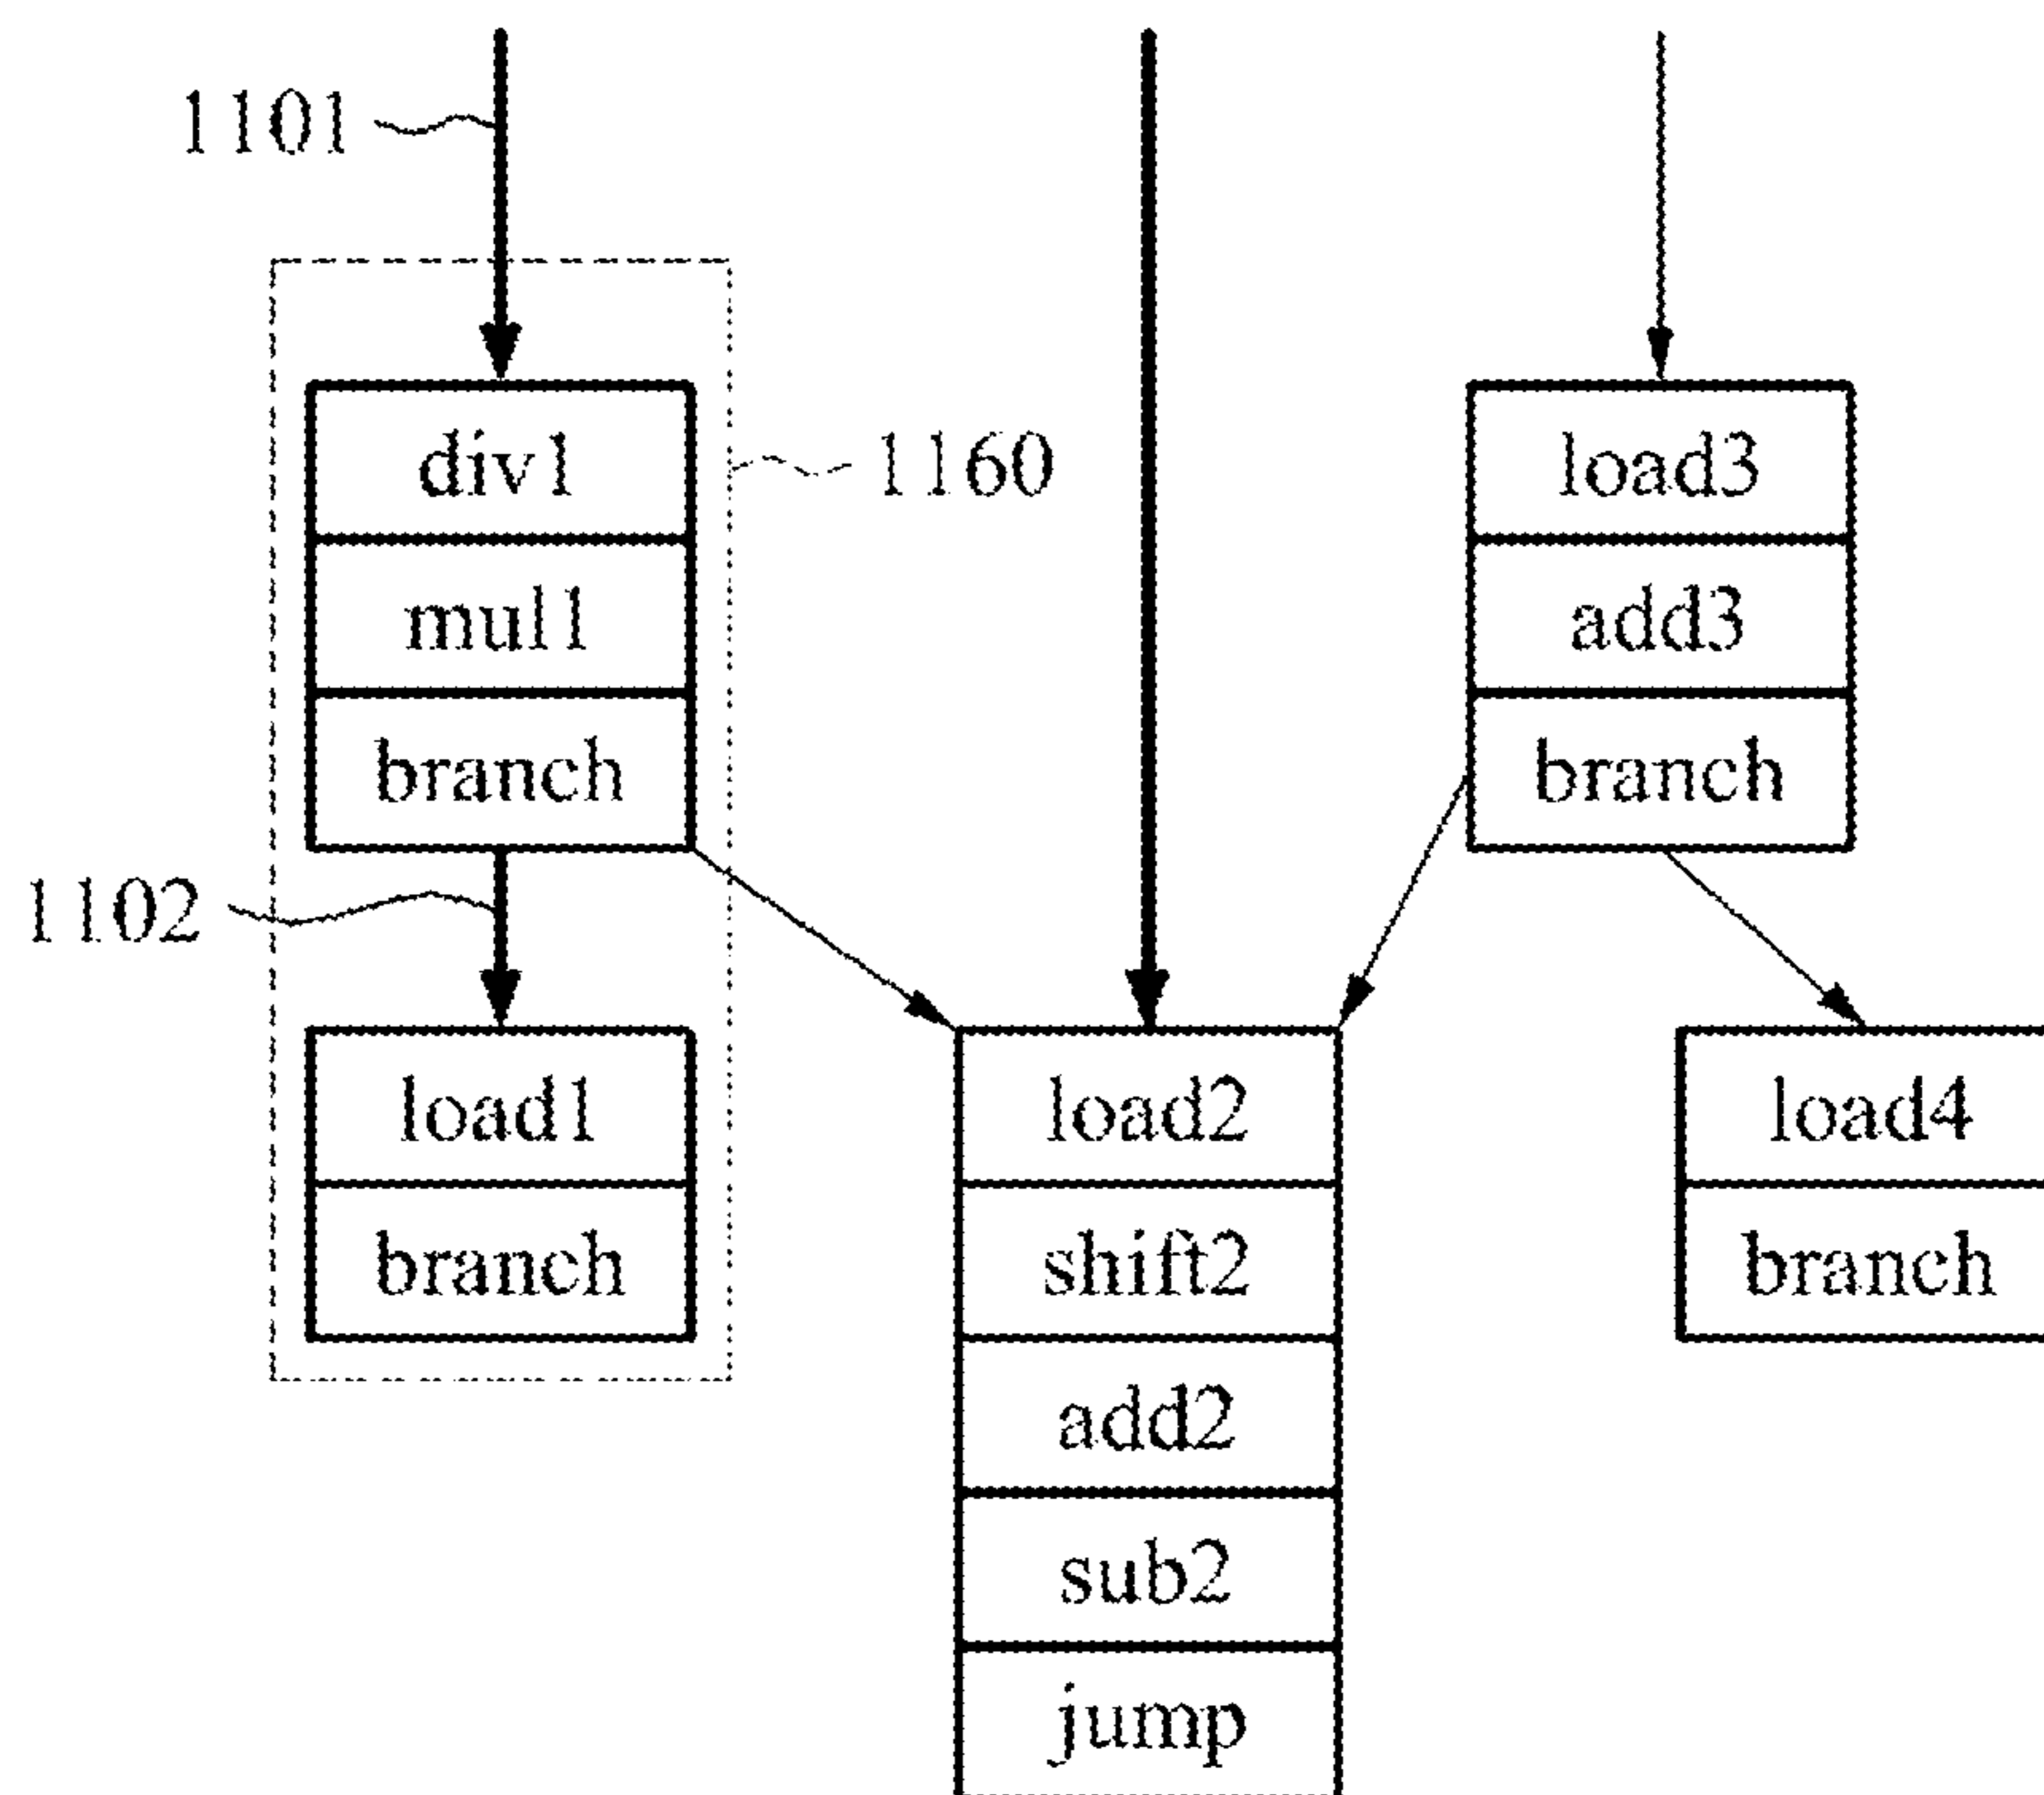 1101
div1
1160
load3
mul1
add3
branch
branch
1102
load1
load2
load4
branch
shift2
branch
add2
sub2
jump